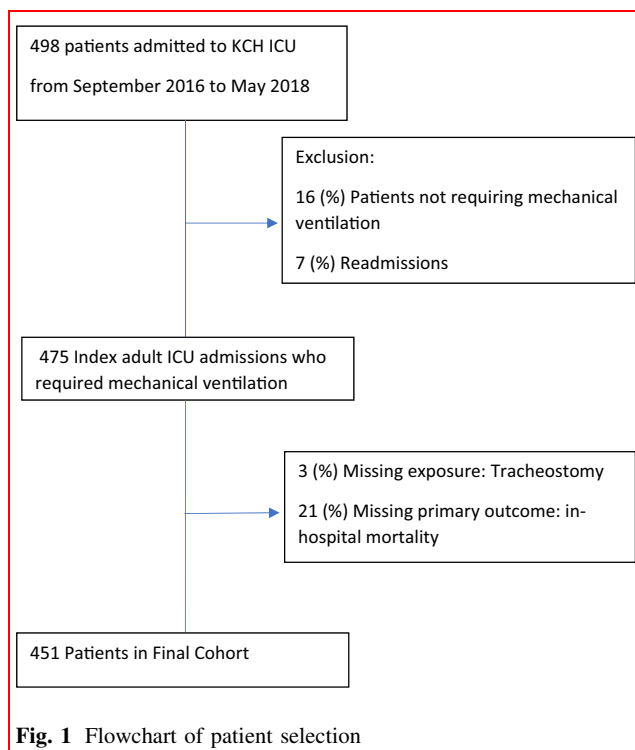 498 patients admitted to KCH ICU
from September 2016 to May 2018
Exclusion:
16 (%) Patients not requiring mechanical
ventilation
7 (%) Readmissions
475 Index adult ICU admissions who
required mechanical ventilation
3 (%) Missing exposure: Tracheostomy
21 (%) Missing primary outcome: in-
hospital mortality
451 Patients in Final Cohort
Fig. 1 Flowchart of patient selection